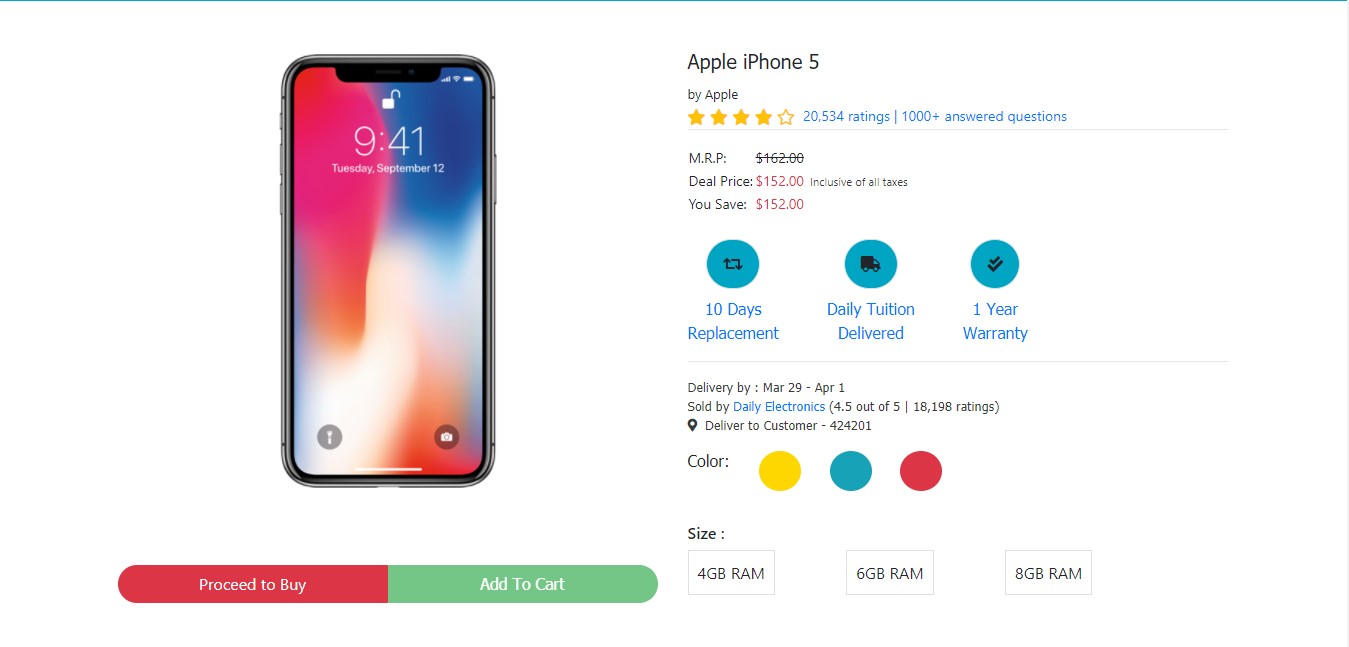 Apple iPhone 5
by Apple
20,534 ratings | 1000+ answered questions
9:41
Tuesday, September 12
M.R.P: $162.00
Deal Price: $152.00 Inclusive of all taxes
You Save: $152.00
10 Days
Replacement
Daily Tuition
Delivered
1 Year
Warranty
Delivery by : Mar 29 - Apr 1
Sold by Daily Electronics (4.5 out of 5 | 18,198 ratings)
Deliver to Customer - 424201
Color:
Size :
4GB RAM
6GB RAM
8GB RAM
Proceed to Buy
Add To Cart